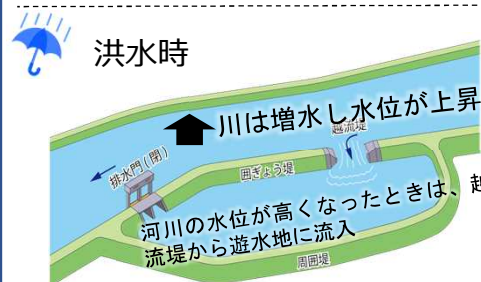 洪水時
川は増水し水位が上昇
越流堤
排水門(閉)
囲ぎょう堤
河川の水位が高くなったときは、越
流堤から遊水地に流入
周囲堤